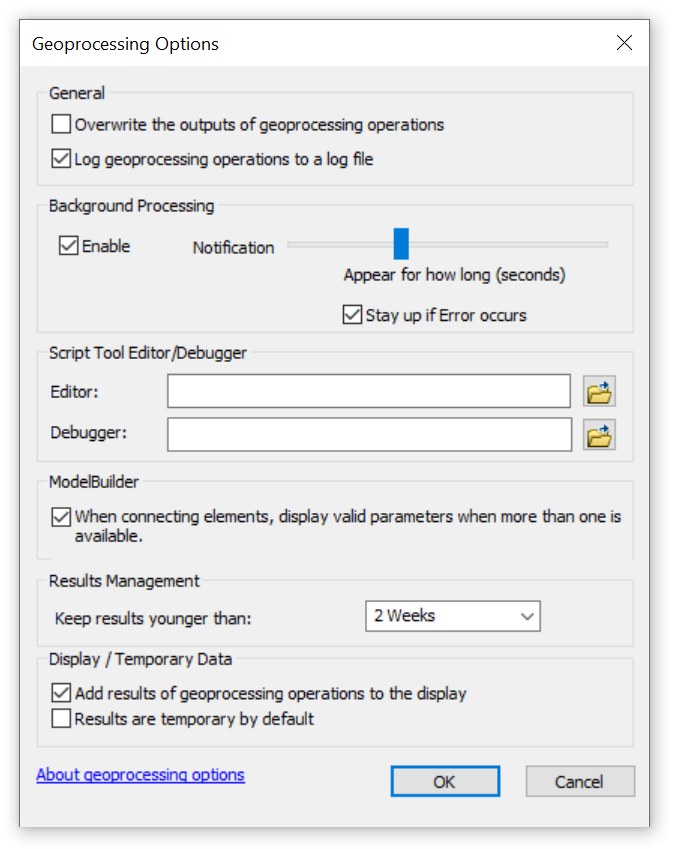 Geoprocessing Options
General
Overwrite the outputs of geoprocessing operations
Log geoprocessing operations to a log file
Background Processing
Enable
Notification
Appear for how long (seconds)
Stay up if Error occurs
Script Tool Editor/Debugger
Editor:
Debugger:
ModelBuilder
When connecting elements, display valid parameters when more than one is
available.
Results Management
Keep results younger than:
2 Weeks
Display / Temporary Data
Add results of geoprocessing operations to the display
Results are temporary by default
About geoprocessing options
OK
Cancel